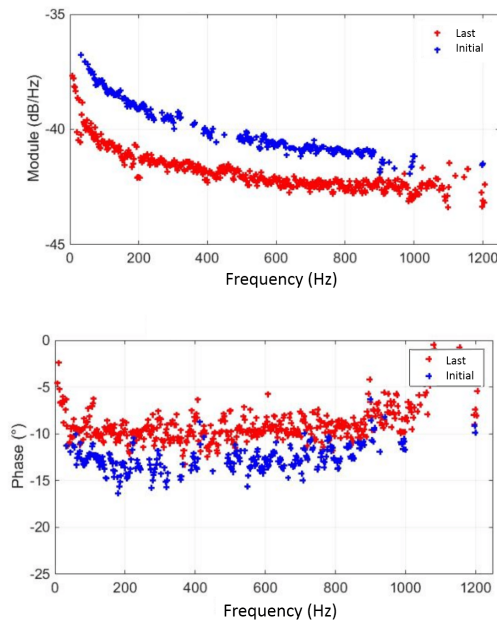 -35
Last
Initial
Module (dB/Hz)
-40
-45
0 200 400 600 800 1000 1200
Frequency (Hz)
0
Last
Initial
-5
Phase (°)
-10
-15
-20
-25
0 200 400 600 800 1000 1200
Frequency (Hz)